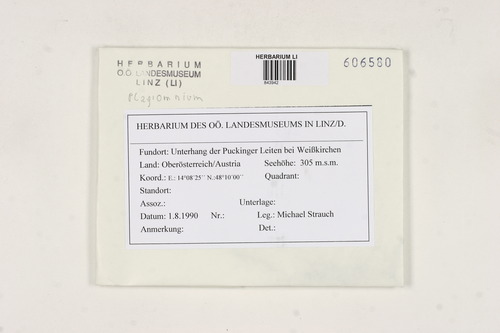 HERBARIUM
OÖ. LANDESMUSEUM
LINZ (LI)
HERBARIUM LI
606580
Plagiomnium
HERBARIUM DES OÖ. LANDESMUSEUMS IN LINZ/D.
Fundort: Unterhang der Puckinger Leiten bei Weißkirchen
Land: Oberösterreich/Austria Seehöhe: 305 m.s.m.
Koord.: E.: 14°08´25´´ N.:48°10´00´´ Quadrant:
Standort:
Assoz.: Unterlage:
Datum: 1.8.1990 Nr.: Leg.: Michael Strauch
Anmerkung: Det.: